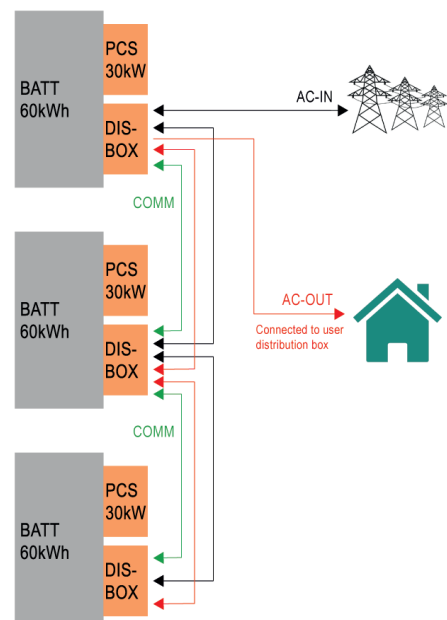 PCS
30kW
BATT
60kWh
DIS-
BOX
AC-IN
COMM
PCS
30kW
BATT
60kWh
DIS-
BOX
AC-OUT
Connected to user
distribution box
COMM
PCS
30kW
BATT
60kWh
DIS-
BOX